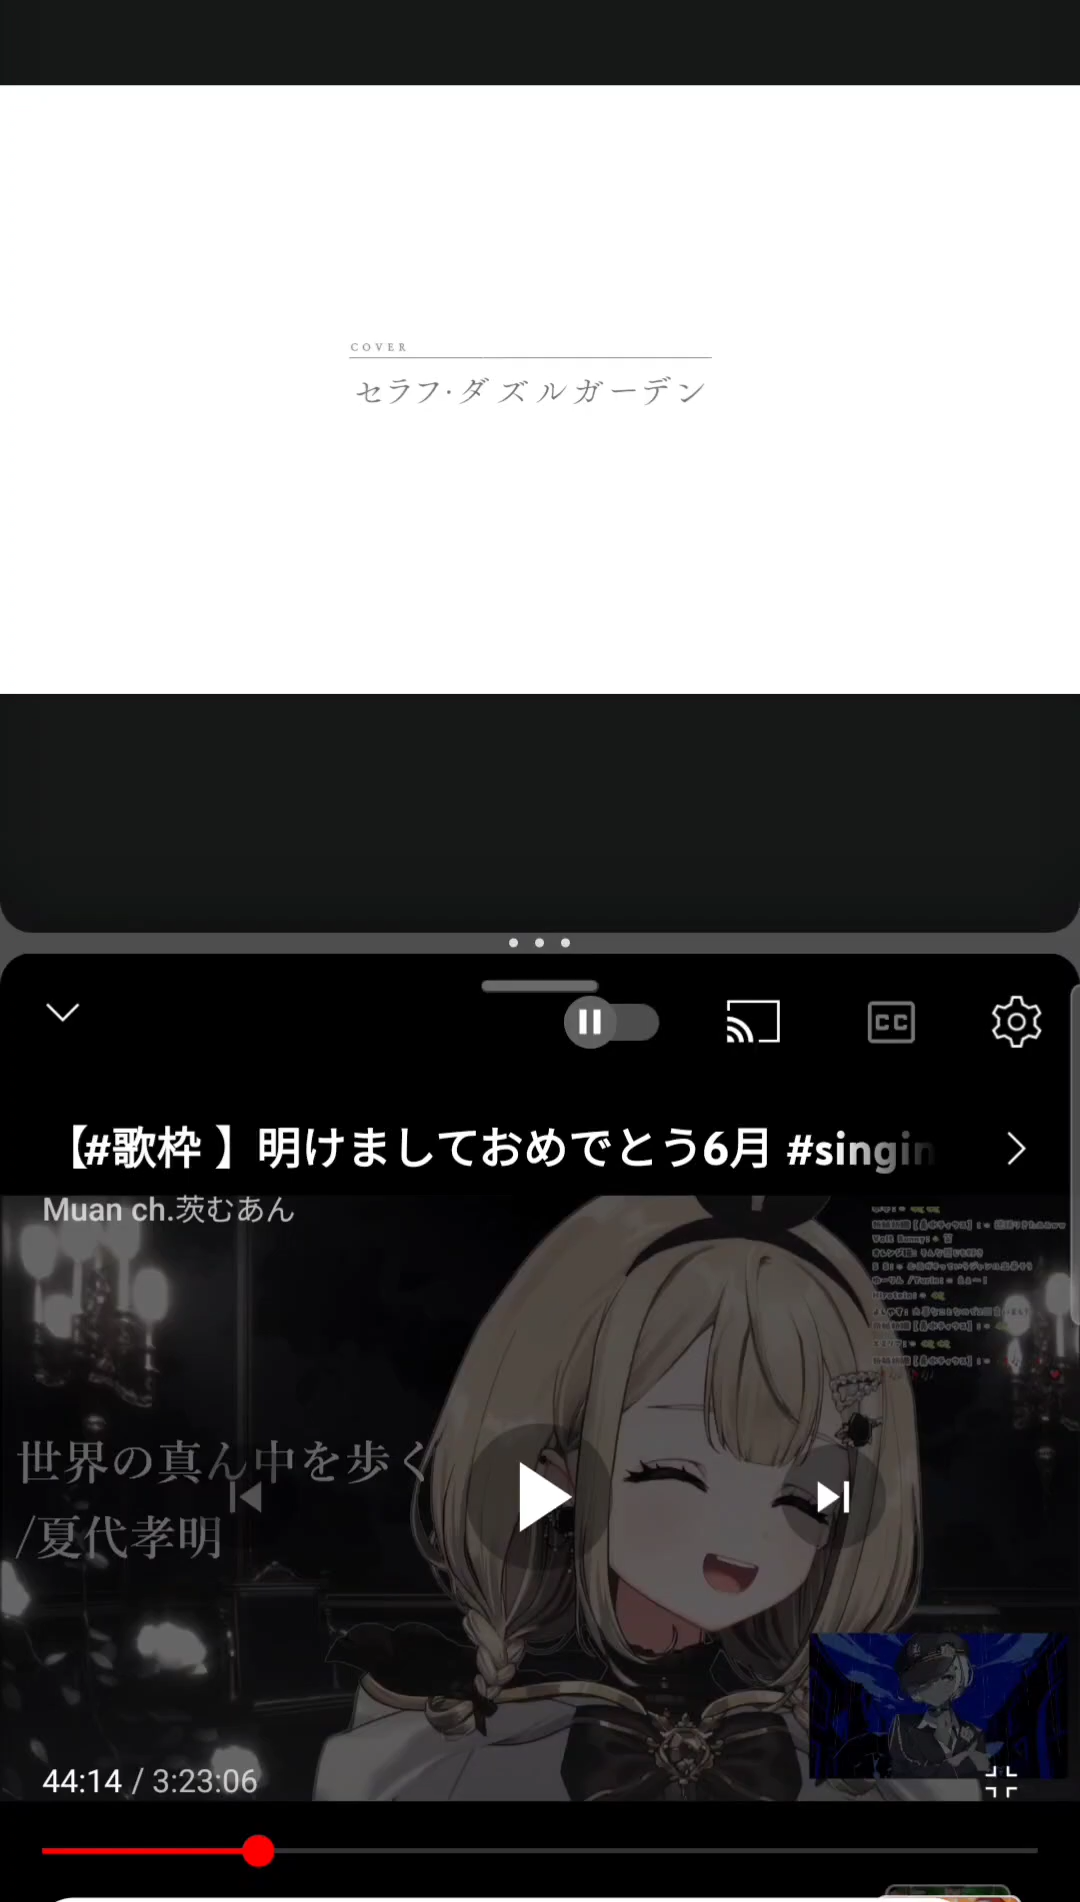 COVER
セラフ・ダズルガーデン
CC
【#歌枠 】明けましておめでとう6月 #singin
Muan ch.茨むあん
世界の真ん中を歩く
/夏代孝明
44:14 / 3:23:06